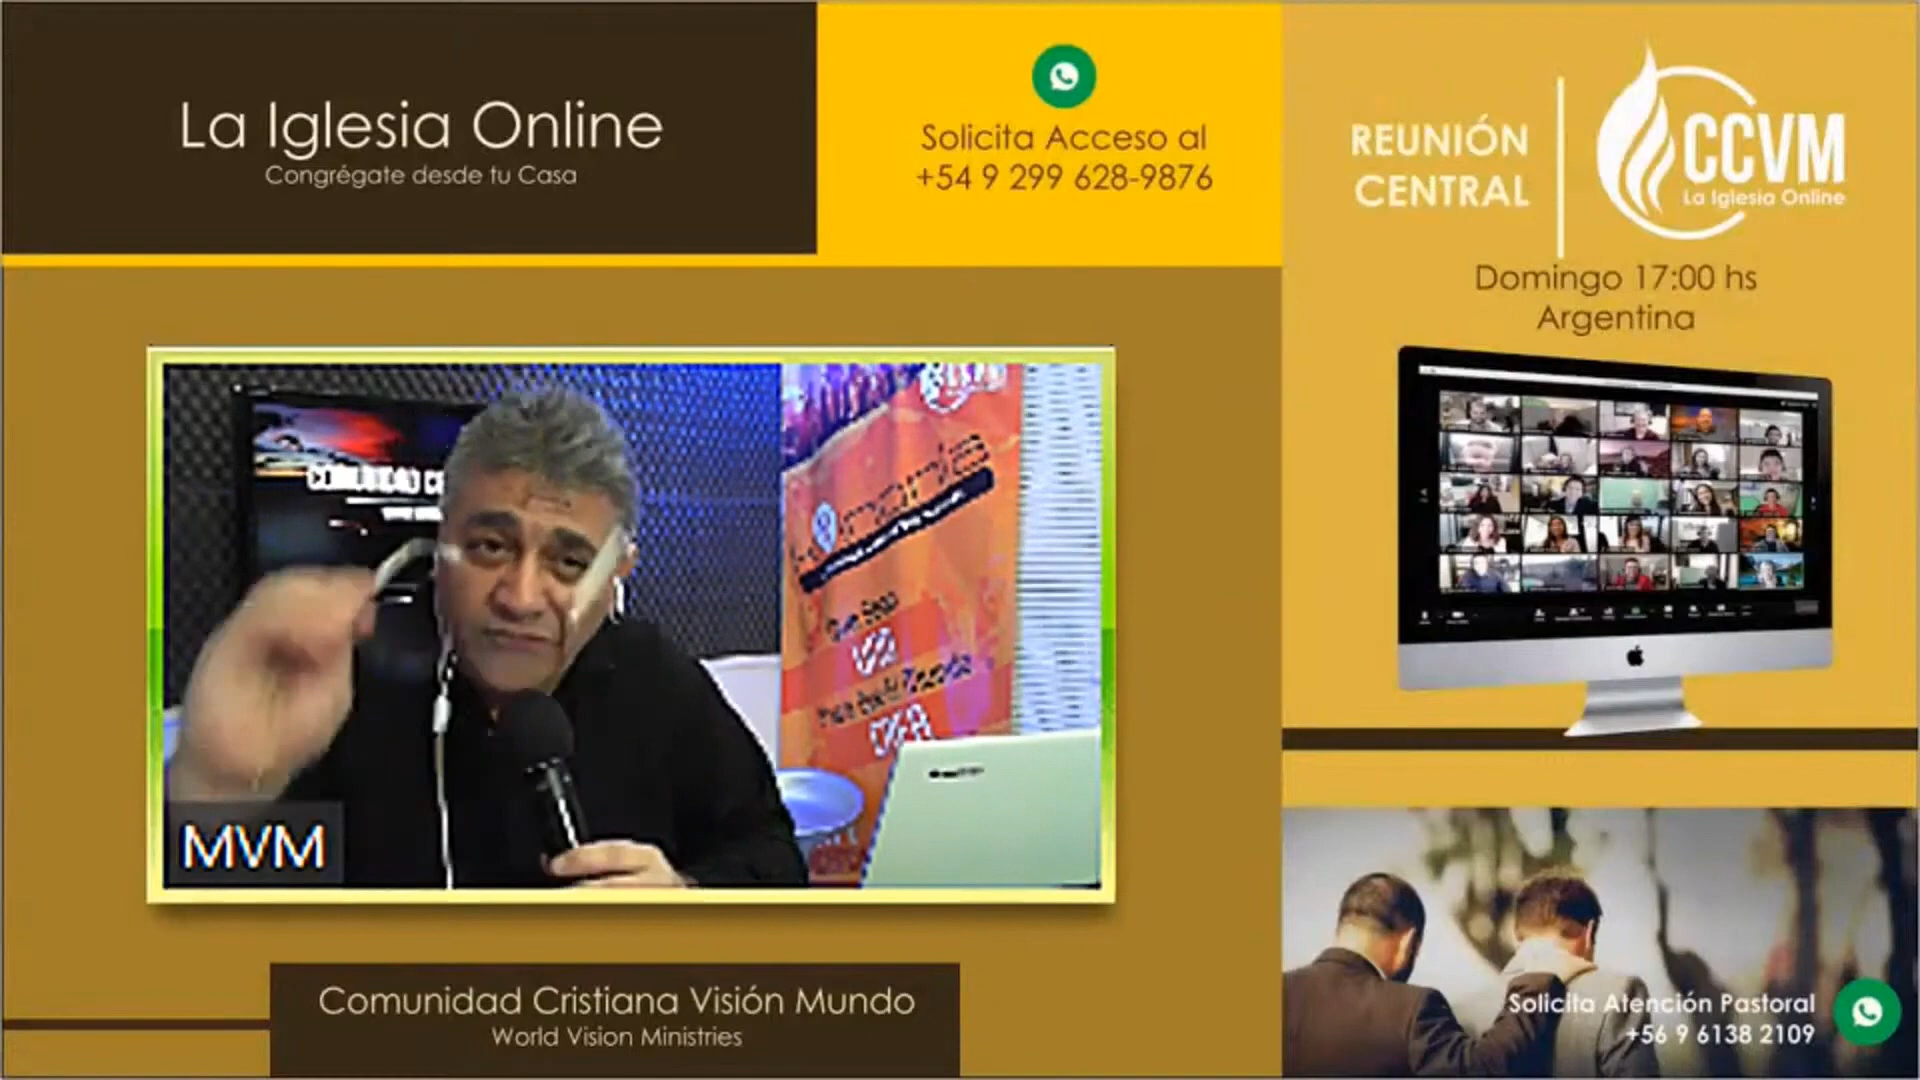 La Iglesia Online
Congrégate desde tu Casa
Solicita Acceso al
+54 9 299 628-9876
REUNIÓN
CENTRAL
CCVM
La Iglesia Online
Domingo 17:00 hs
Argentina
COMUNIDAD
MVM
Comunidad Cristiana Visión Mundo
World Vision Ministries
Solicita Atención Pastoral
+56 9 6138 2109